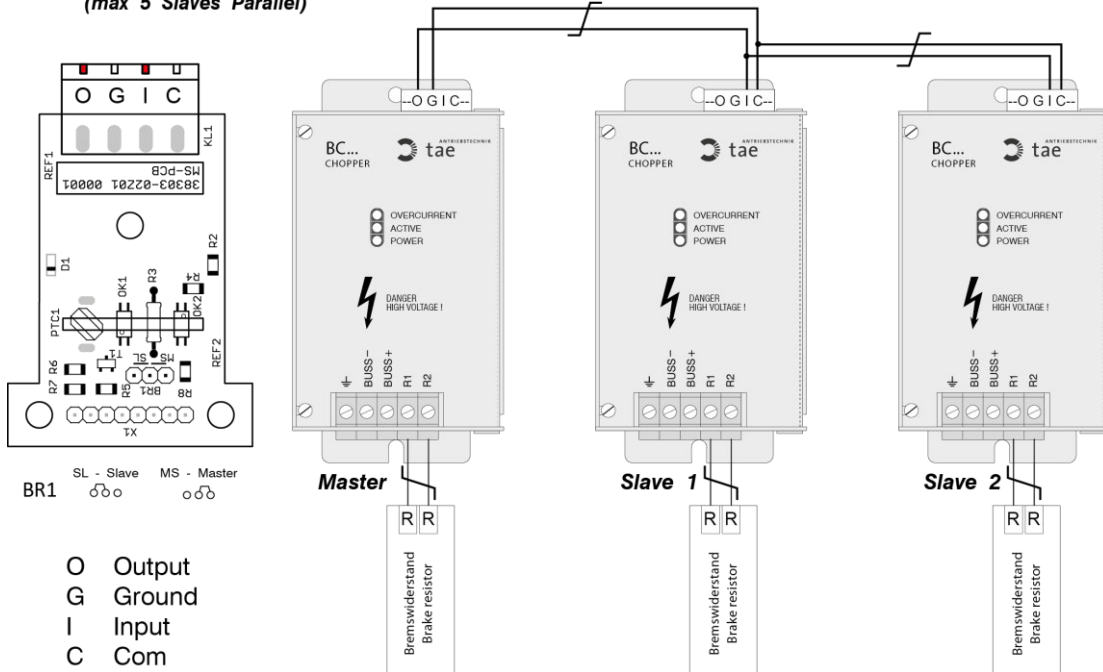 (max 5 Slaves Parallel)
O G I C
KL1
REF1
MS-PCB
38303-02201 00001
D1
R2
R4
OK1
R3
OK2
PTC1
T1
SL
MS
REF2
R6
R7
R5
BR1
R8
X1
BR1
SL - Slave
MS - Master
O Output
G Ground
I Input
C Com
--O G I C--
BC...
CHOPPER
tae
ANTRIEBSTECHNIK
OVERCURRENT
ACTIVE
POWER
DANGER
HIGH VOLTAGE !
BUSS-
BUSS+
R1
R2
Master
R R
Bremswiderstand
Brake resistor
--O G I C--
BC...
CHOPPER
tae
ANTRIEBSTECHNIK
OVERCURRENT
ACTIVE
POWER
DANGER
HIGH VOLTAGE !
BUSS-
BUSS+
R1
R2
Slave 1
R R
Bremswiderstand
Brake resistor
--O G I C--
BC...
CHOPPER
tae
ANTRIEBSTECHNIK
OVERCURRENT
ACTIVE
POWER
DANGER
HIGH VOLTAGE !
BUSS-
BUSS+
R1
R2
Slave 2
R R
Bremswiderstand
Brake resistor